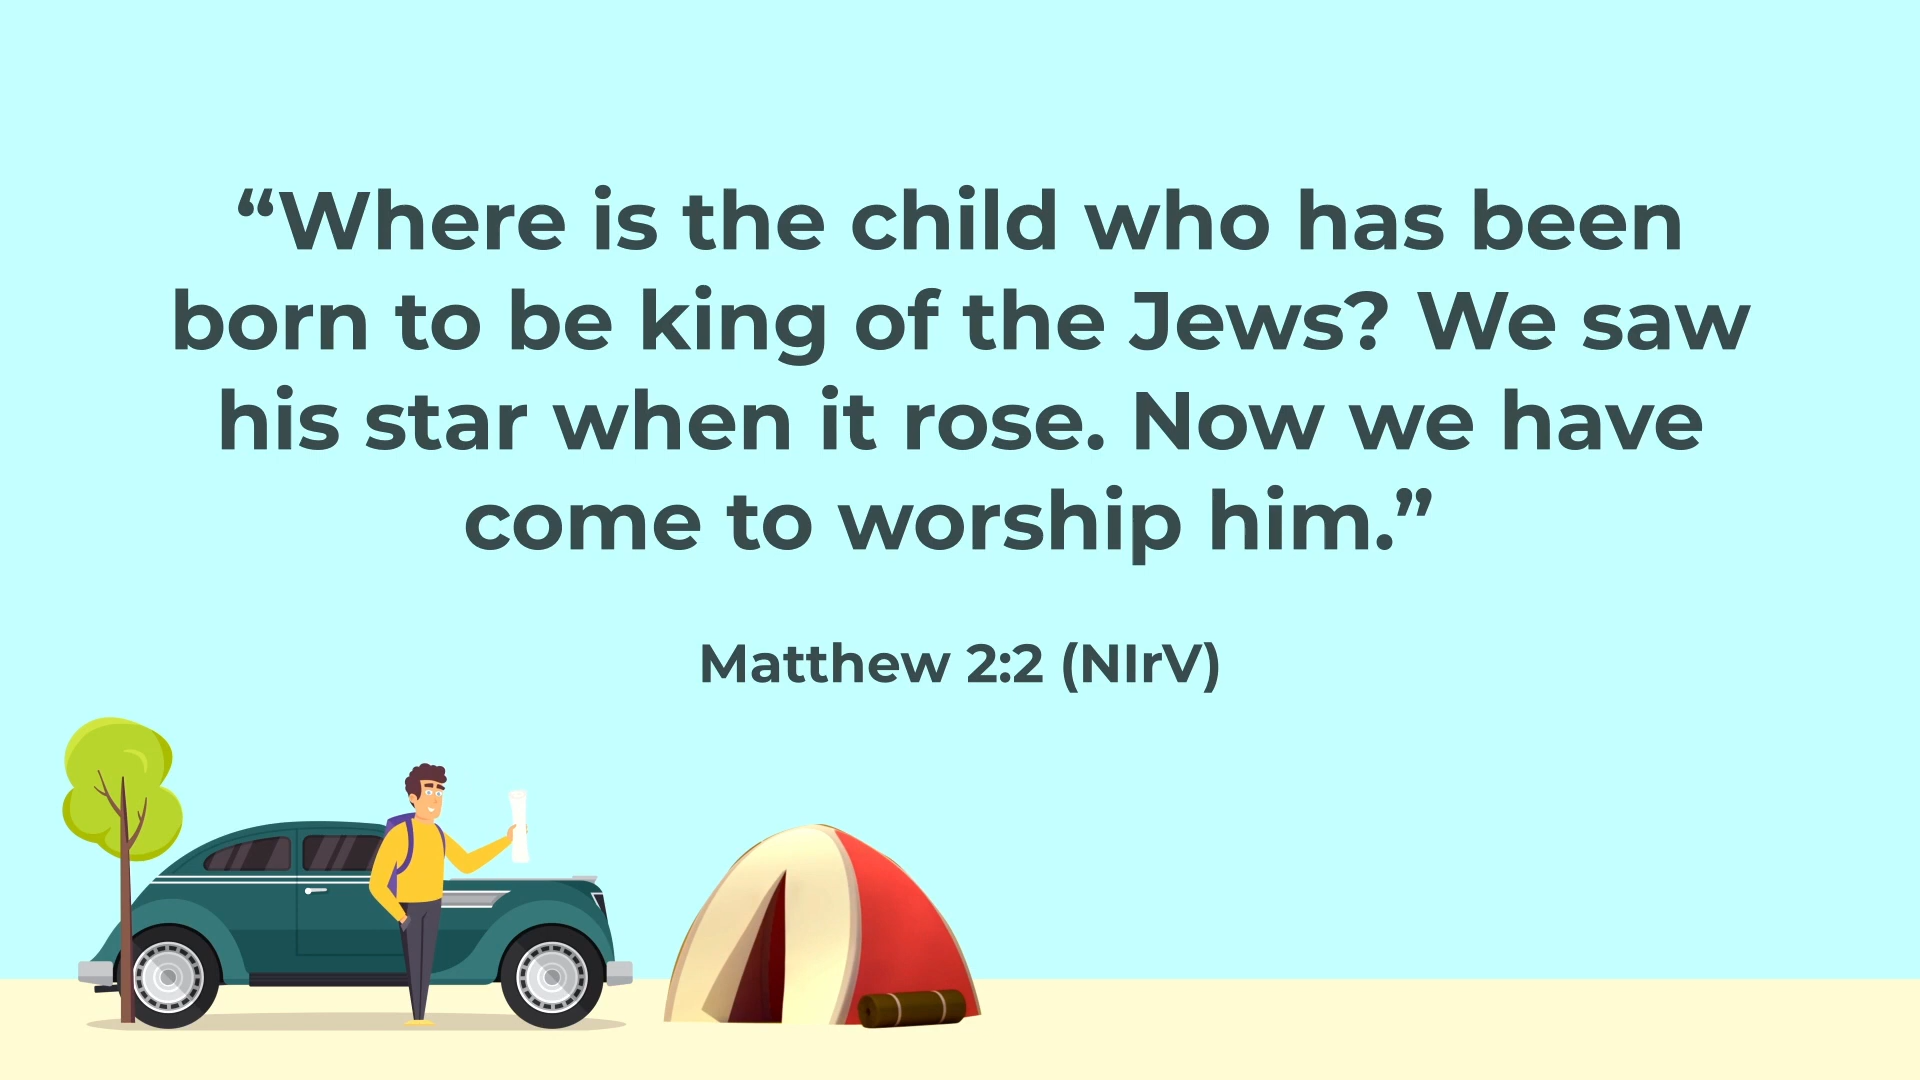 “Where is the child who has been
born to be king of the Jews? We saw
his star when it rose. Now we have
come to worship him.”
Matthew 2:2 (NIrV)